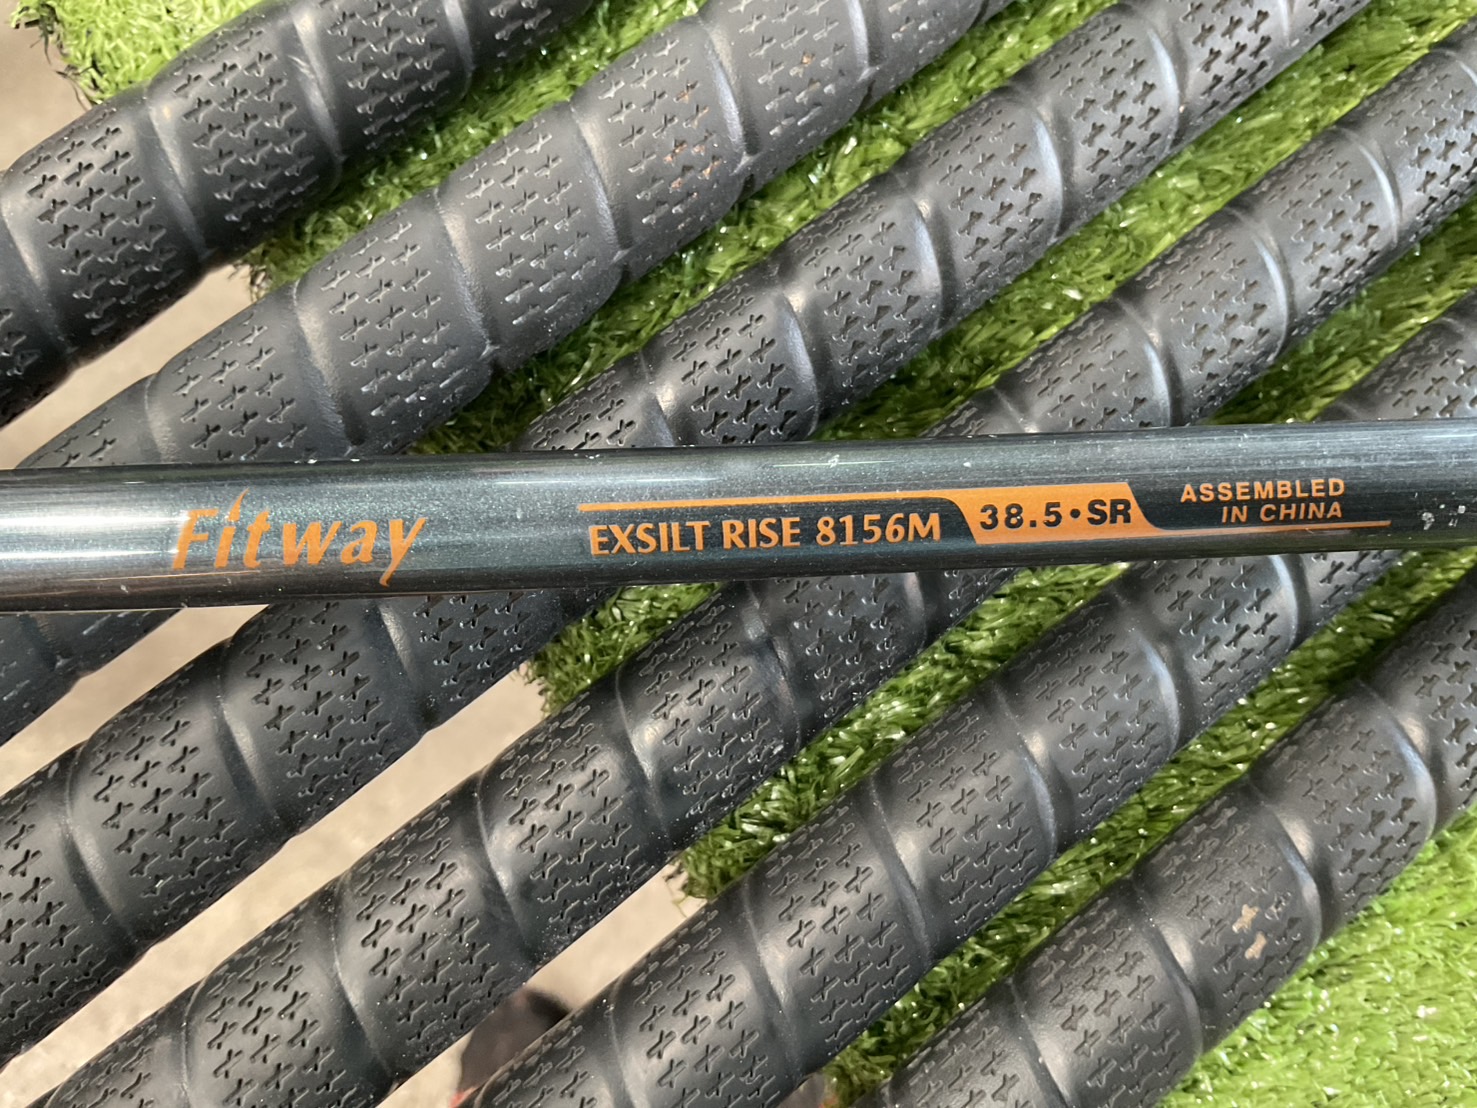 Fitway
EXSILT RISE 8156M
38.5•SR
ASSEMBLED
IN CHINA